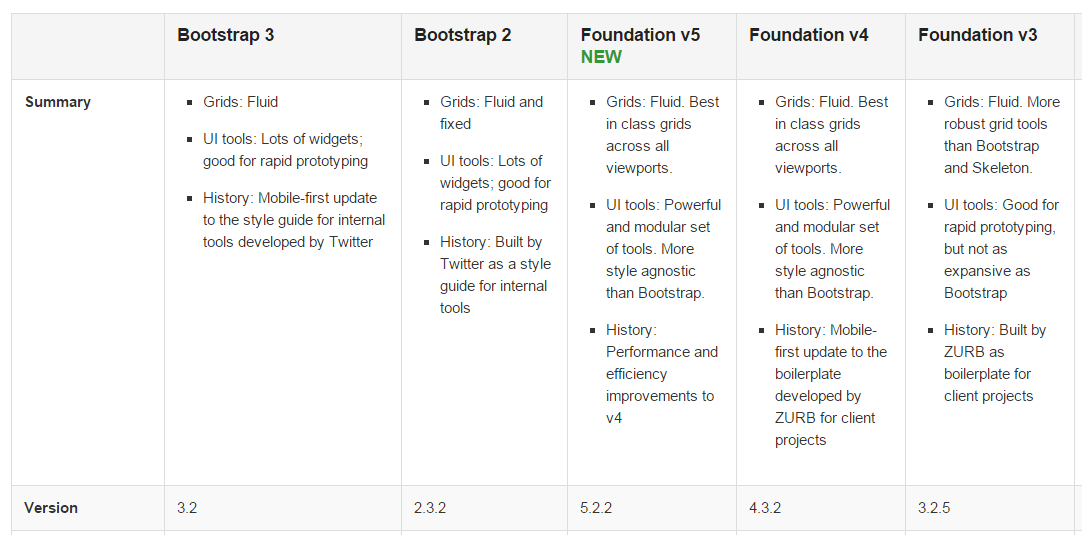 Bootstrap 3
Bootstrap 2
Foundation v5
NEW
Foundation v4
Foundation v3
Summary
Grids: Fluid
UI tools: Lots of widgets;
good for rapid prototyping
History: Mobile-first update
to the style guide for internal
tools developed by Twitter
Grids: Fluid and
fixed
UI tools: Lots of
widgets; good for
rapid prototyping
History: Built by
Twitter as a style
guide for internal
tools
Grids: Fluid. Best
in class grids
across all
viewports.
UI tools: Powerful
and modular set
of tools. More
style agnostic
than Bootstrap.
History:
Performance and
efficiency
improvements to
v4
Grids: Fluid. Best
in class grids
across all
viewports.
UI tools: Powerful
and modular set
of tools. More
style agnostic
than Bootstrap.
History: Mobile-
first update to the
boilerplate
developed by
ZURB for client
projects
Grids: Fluid. More
robust grid tools
than Bootstrap
and Skeleton.
UI tools: Good for
rapid prototyping,
but not as
expansive as
Bootstrap
History: Built by
ZURB as
boilerplate for
client projects
Version
3.2
2.3.2
5.2.2
4.3.2
3.2.5